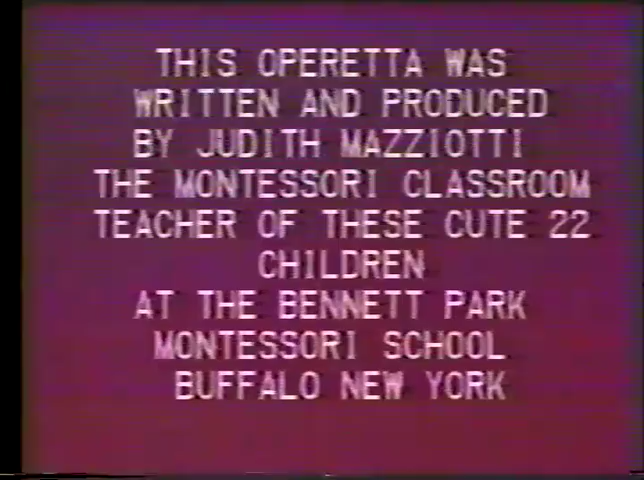 THIS OPERETTA WAS
WRITTEN AND PRODUCED
BY JUDITH MAZZIOTTI
THE MONTESSORI CLASSROOM
TEACHER OF THESE CUTE 22
CHILDREN
AT THE BENNETT PARK
MONTESSORI SCHOOL
BUFFALO NEW YORK